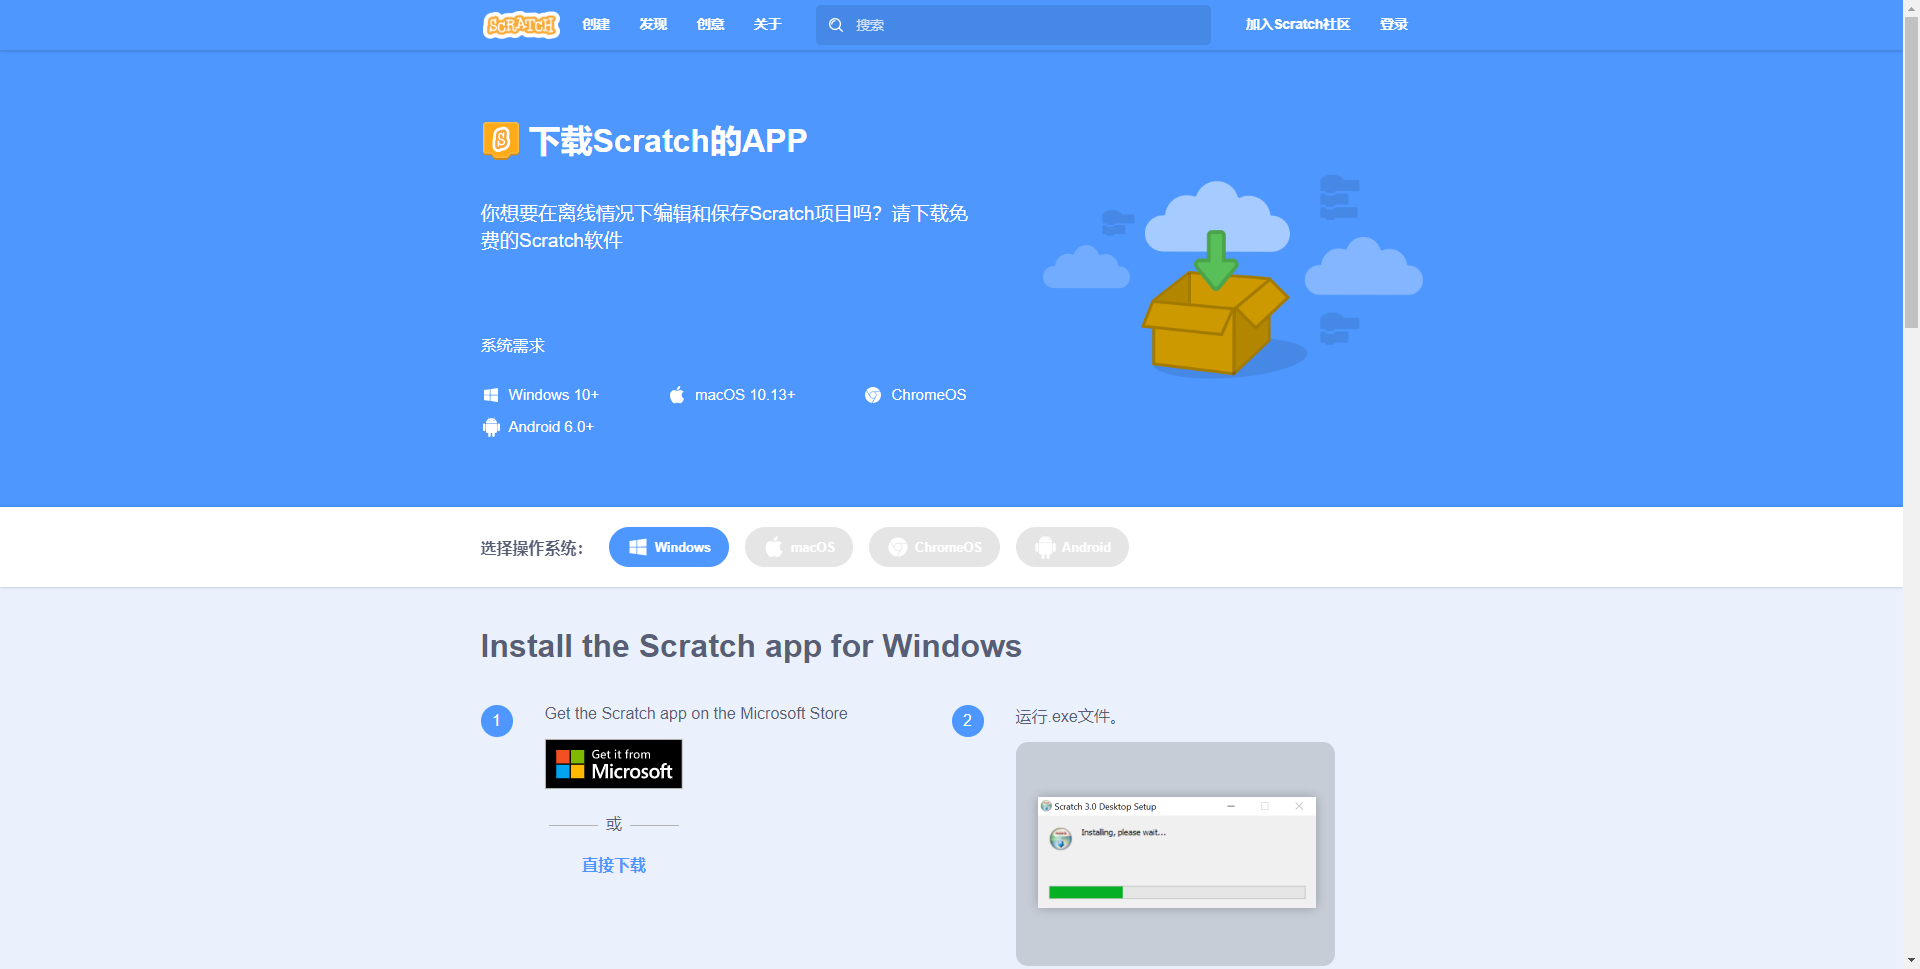 SCRATCH 创建 发现 创意 关于 搜索 加入Scratch社区 登录
下载Scratch的APP
你想要在离线情况下编辑和保存Scratch项目吗？请下载免
费的Scratch软件
系统需求
Windows 10+ macOS 10.13+ ChromeOS
Android 6.0+
选择操作系统： Windows macOS ChromeOS Android
Install the Scratch app for Windows
1 Get the Scratch app on the Microsoft Store
Get it from
Microsoft
或
直接下载
2 运行.exe文件。
Scratch 3.0 Desktop Setup
Installing, please wait...